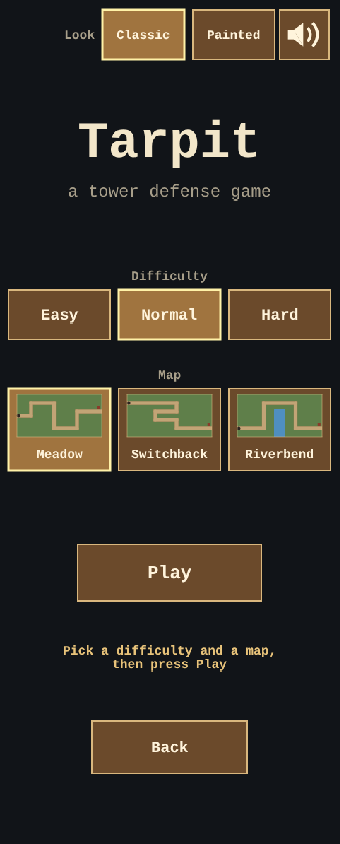 Look Classic Painted
Tarpit
a tower defense game
Difficulty
Easy Normal Hard
Map
Meadow Switchback Riverbend
Play
Pick a difficulty and a map,
then press Play
Back